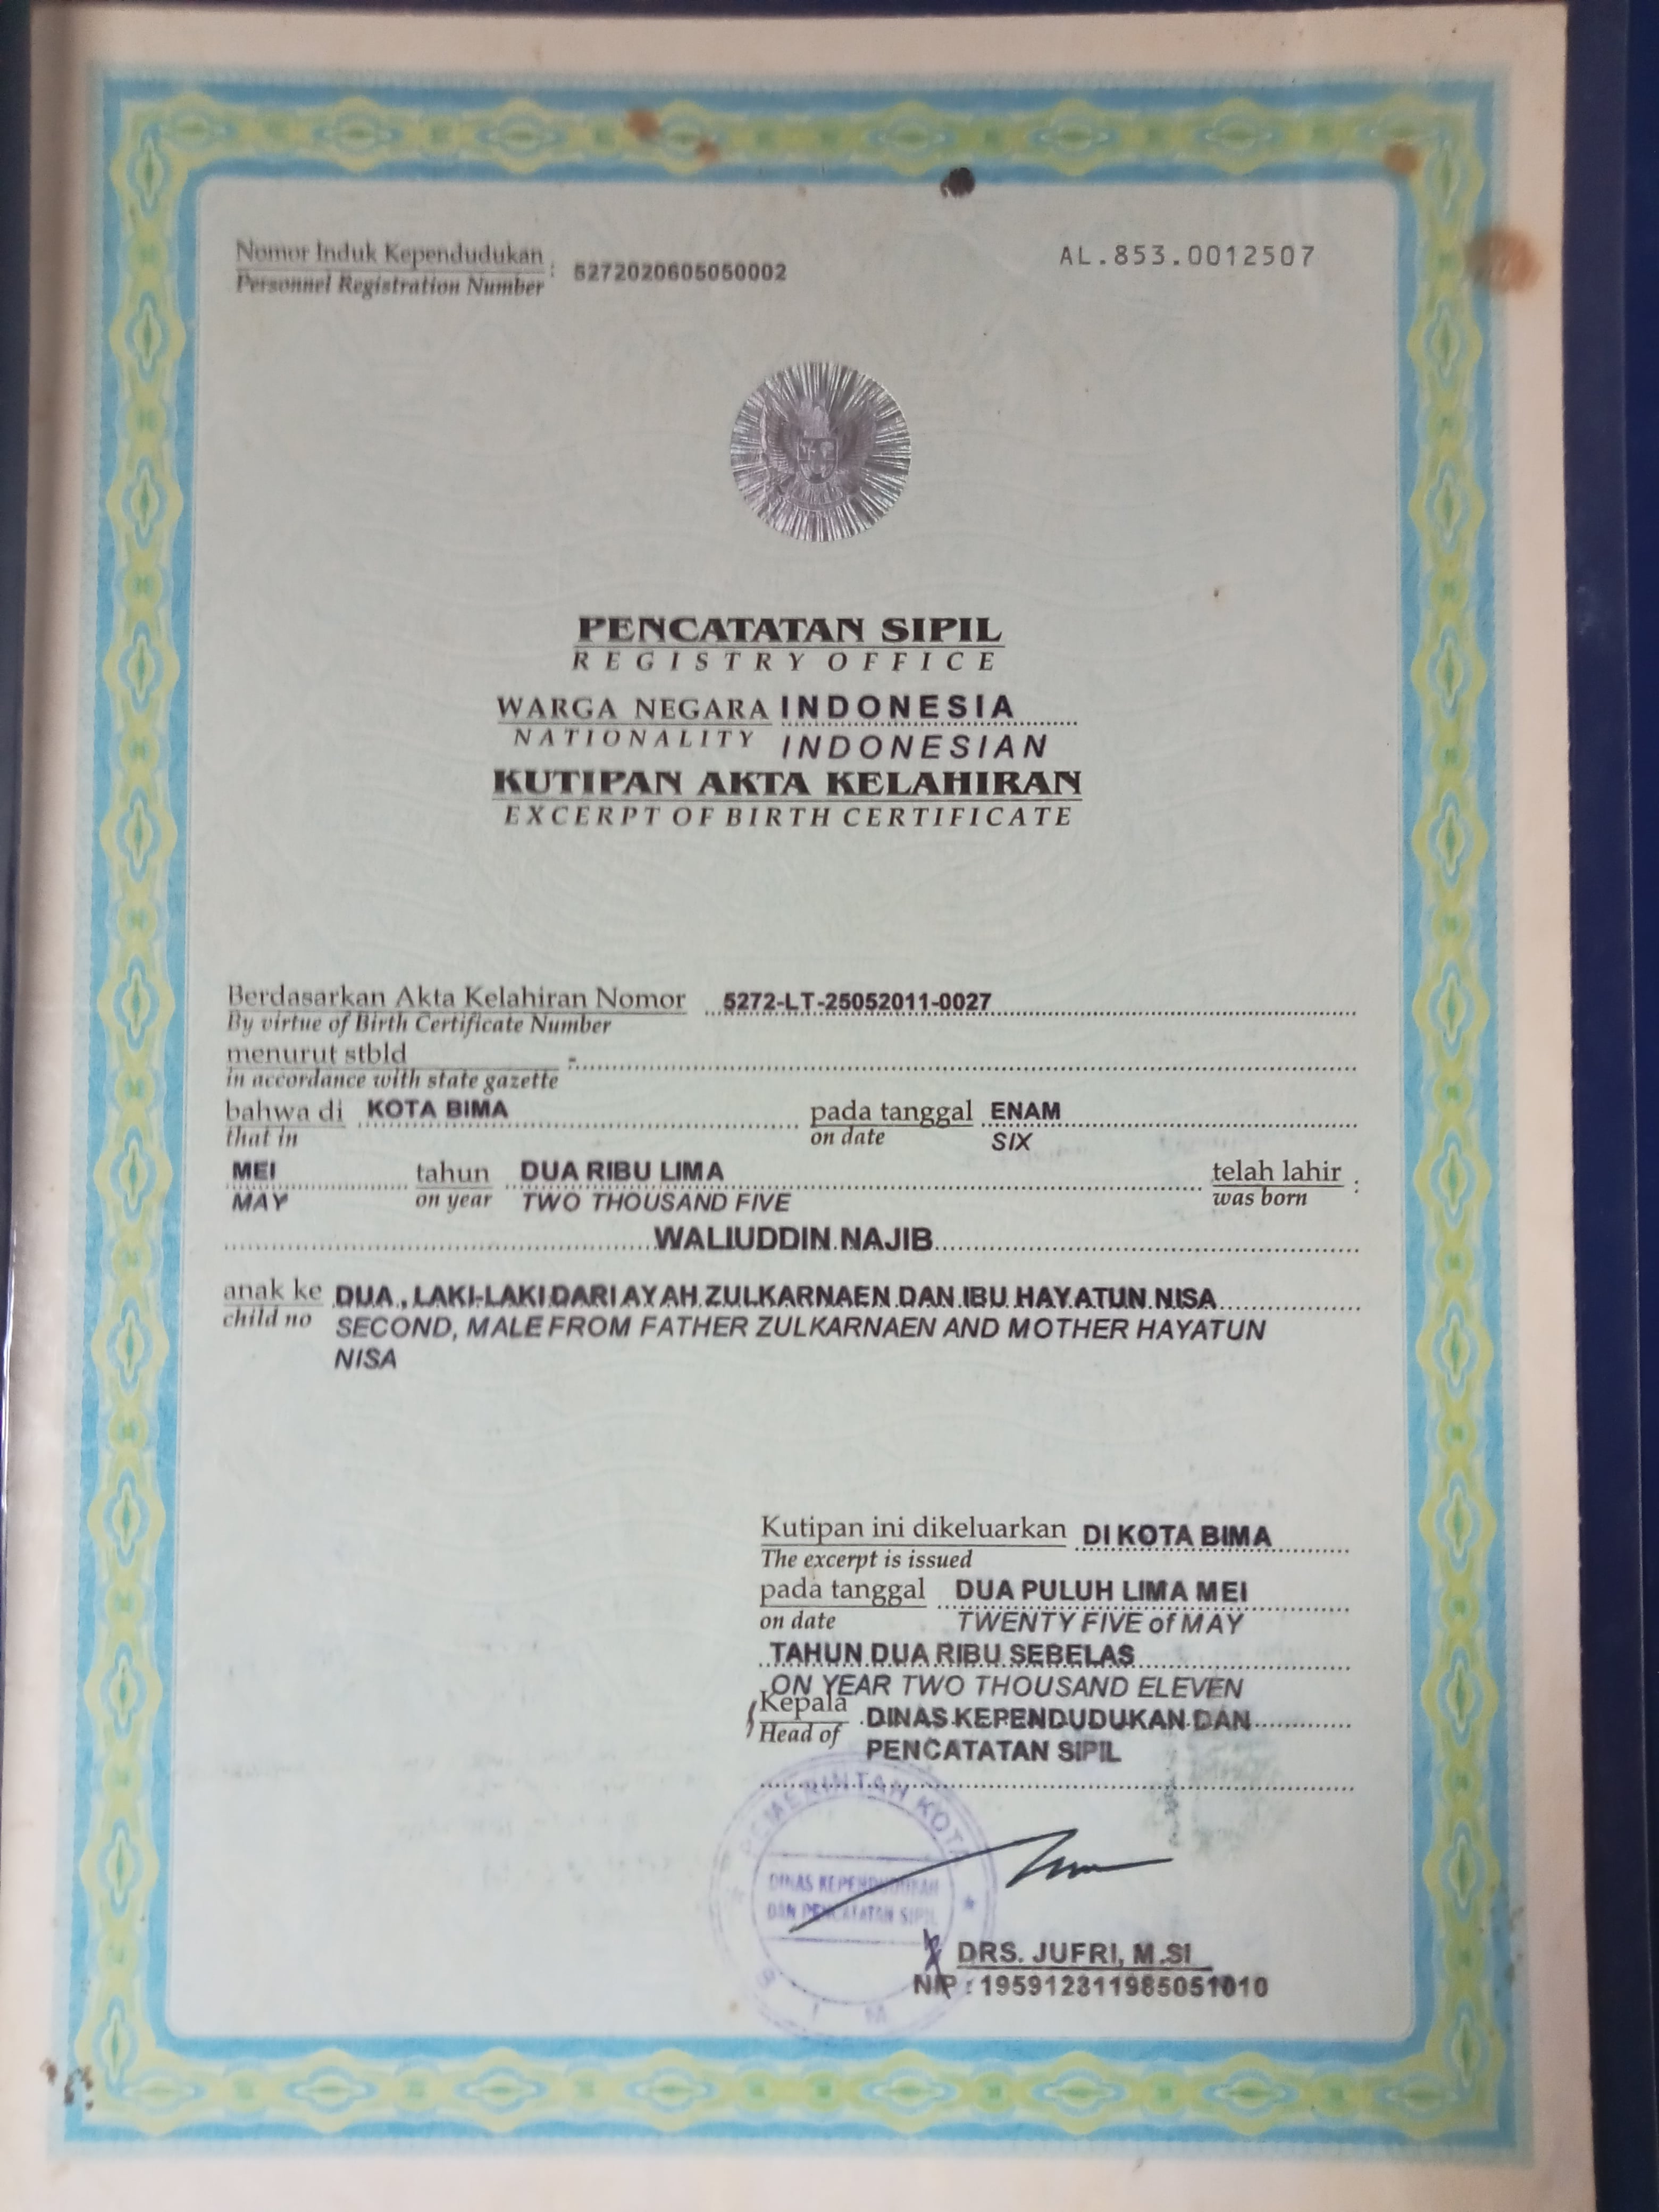 Nomor Induk Kependudukan : 5272020605050002
Personnel Registration Number
AL.853.0012507
PENCATATAN SIPIL
REGISTRY OFFICE
WARGA NEGARA INDONESIA
NATIONALITY INDONESIAN
KUTIPAN AKTA KELAHIRAN
EXCERPT OF BIRTH CERTIFICATE
Berdasarkan Akta Kelahiran Nomor 5272-LT-25052011-0027
By virtue of Birth Certificate Number
menurut stbld -
in accordance with state gazette
bahwa di KOTA BIMA pada tanggal ENAM
that in on date SIX
MEI tahun DUA RIBU LIMA telah lahir :
MAY on year TWO THOUSAND FIVE was born
WALIUDDIN NAJIB
anak ke DUA, LAKI-LAKI DARI AYAH ZULKARNAEN DAN IBU HAYATUN NISA
child no SECOND, MALE FROM FATHER ZULKARNAEN AND MOTHER HAYATUN
NISA
Kutipan ini dikeluarkan DI KOTA BIMA
The excerpt is issued
pada tanggal DUA PULUH LIMA MEI
on date TWENTY FIVE of MAY
TAHUN DUA RIBU SEBELAS
ON YEAR TWO THOUSAND ELEVEN
Kepala DINAS KEPENDUDUKAN DAN
Head of PENCATATAN SIPIL
PEMERINTAH KOTA
DINAS KEPENDUDUKAN
DAN PENCATATAN SIPIL
DRS. JUFRI, M.SI
NIP : 195912311985051010